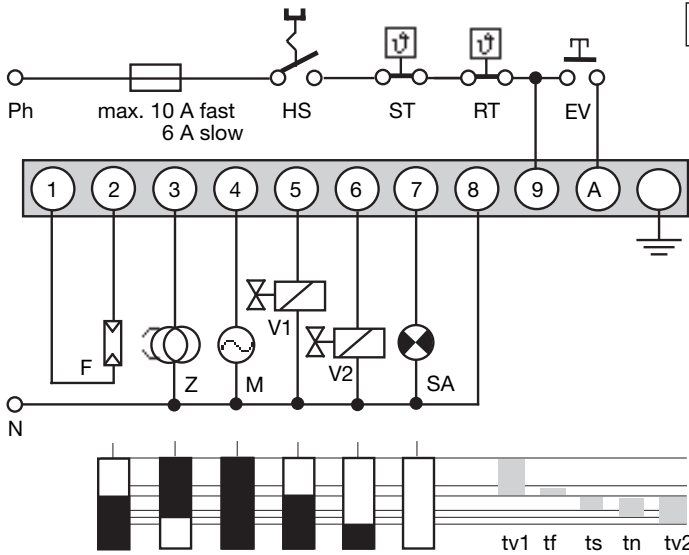 ϑ ϑ
Ph max. 10 A fast HS ST RT EV
6 A slow
1 2 3 4 5 6 7 8 9 A
V1
F Z M V2 SA
N
tv1 tf ts tn tv2